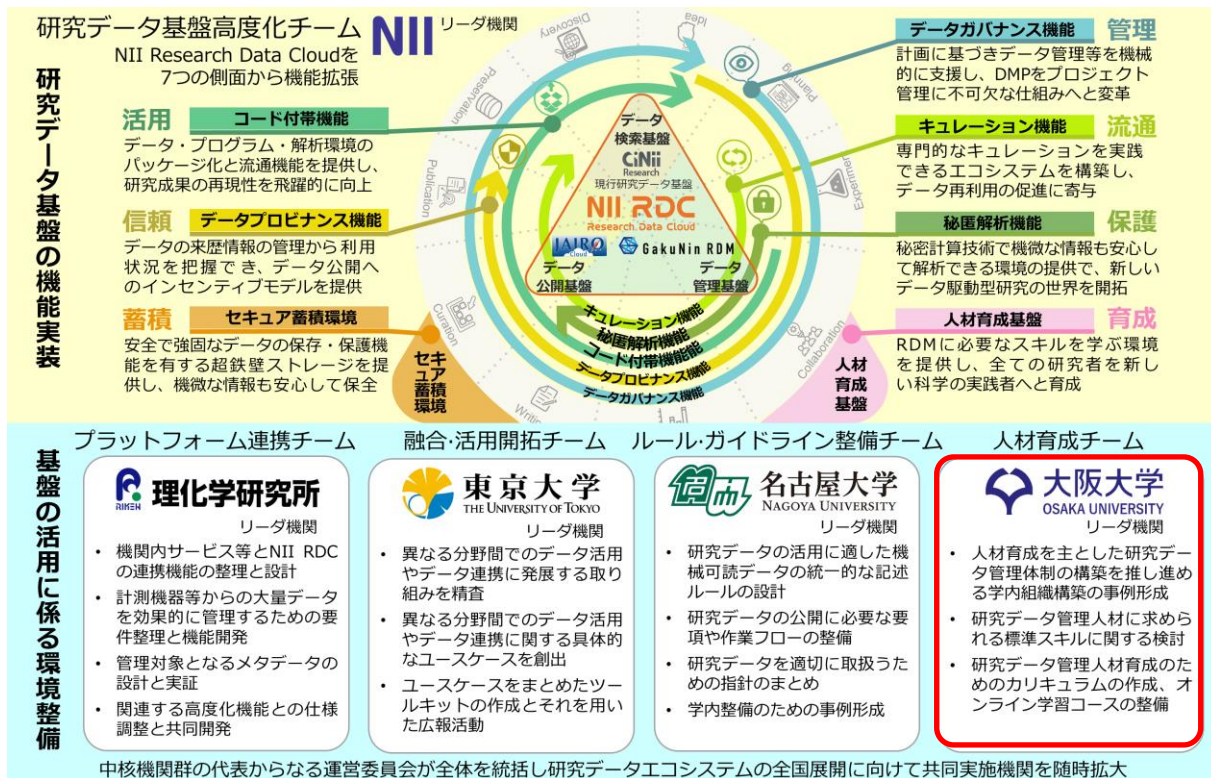 研究データ基盤高度化チーム NII リーダ機関
NII Research Data Cloudを
7つの側面から機能拡張
研究データ基盤の機能実装
活用 コード付帯機能
データ・プログラム・解析環境の
パッケージ化と流通機能を提供し、
研究成果の再現性を飛躍的に向上
信頼 データプロビナンス機能
データの来歴情報の管理から利用
状況を把握でき、データ公開へ
のインセンティブモデルを提供
蓄積 セキュア蓄積環境
安全で強固なデータの保存・保護機
能を有する超鉄壁ストレージを提
供し、機微な情報も安心して保全
Discovery
Idea
Planning
Experiment
Collaboration
Writing
Curation
Publication
Preservation
データ
検索基盤
CiNii
Research
現行研究データ基盤
NII RDC
Research Data Cloud
JAIRO
Cloud
GakuNin RDM
データ
公開基盤
データ
管理基盤
キュレーション機能
秘匿解析機能
コード付帯機能
データプロビナンス機能
データガバナンス機能
セキュア蓄積環境
人材
育成
基盤
データガバナンス機能 管理
計画に基づきデータ管理等を機械
的に支援し、DMPをプロジェクト
管理に不可欠な仕組みへと変革
キュレーション機能 流通
専門的なキュレーションを実践
できるエコシステムを構築し、
データ再利用の促進に寄与
秘匿解析機能 保護
秘密計算技術で機微な情報も安心し
て解析できる環境の提供で、新しい
データ駆動型研究の世界を開拓
人材育成基盤 育成
RDMに必要なスキルを学ぶ環境
を提供し、全ての研究者を新し
い科学の実践者へと育成
基盤の活用に係る環境整備
プラットフォーム連携チーム
RIKEN 理化学研究所
リーダ機関
• 機関内サービス等とNII RDC
の連携機能の整理と設計
• 計測機器等からの大量データ
を効果的に管理するための要
件整理と機能開発
• 管理対象となるメタデータの
設計と実証
• 関連する高度化機能との仕様
調整と共同開発
融合·活用開拓チーム
東京大学
THE UNIVERSITY OF TOKYO
リーダ機関
• 異なる分野間でのデータ活用
やデータ連携に発展する取り
組みを精査
• 異なる分野間でのデータ活用
やデータ連携に関する具体的
なユースケースを創出
• ユースケースをまとめたツー
ルキットの作成とそれを用い
た広報活動
ルール·ガイドライン整備チーム
名大 名古屋大学
NAGOYA UNIVERSITY
リーダ機関
• 研究データの活用に適した機
械可読データの統一的な記述
ルールの設計
• 研究データの公開に必要な要
項や作業フローの整備
• 研究データを適切に取扱うた
めの指針のまとめ
• 学内整備のための事例形成
人材育成チーム
大阪大学
OSAKA UNIVERSITY
リーダ機関
• 人材育成を主とした研究デー
タ管理体制の構築を推し進め
る学内組織構築の事例形成
• 研究データ管理人材に求めら
れる標準スキルに関する検討
• 研究データ管理人材育成のた
めのカリキュラムの作成、オ
ンライン学習コースの整備
中核機関群の代表からなる運営委員会が全体を統括し研究データエコシステムの全国展開に向けて共同実施機関を随時拡大